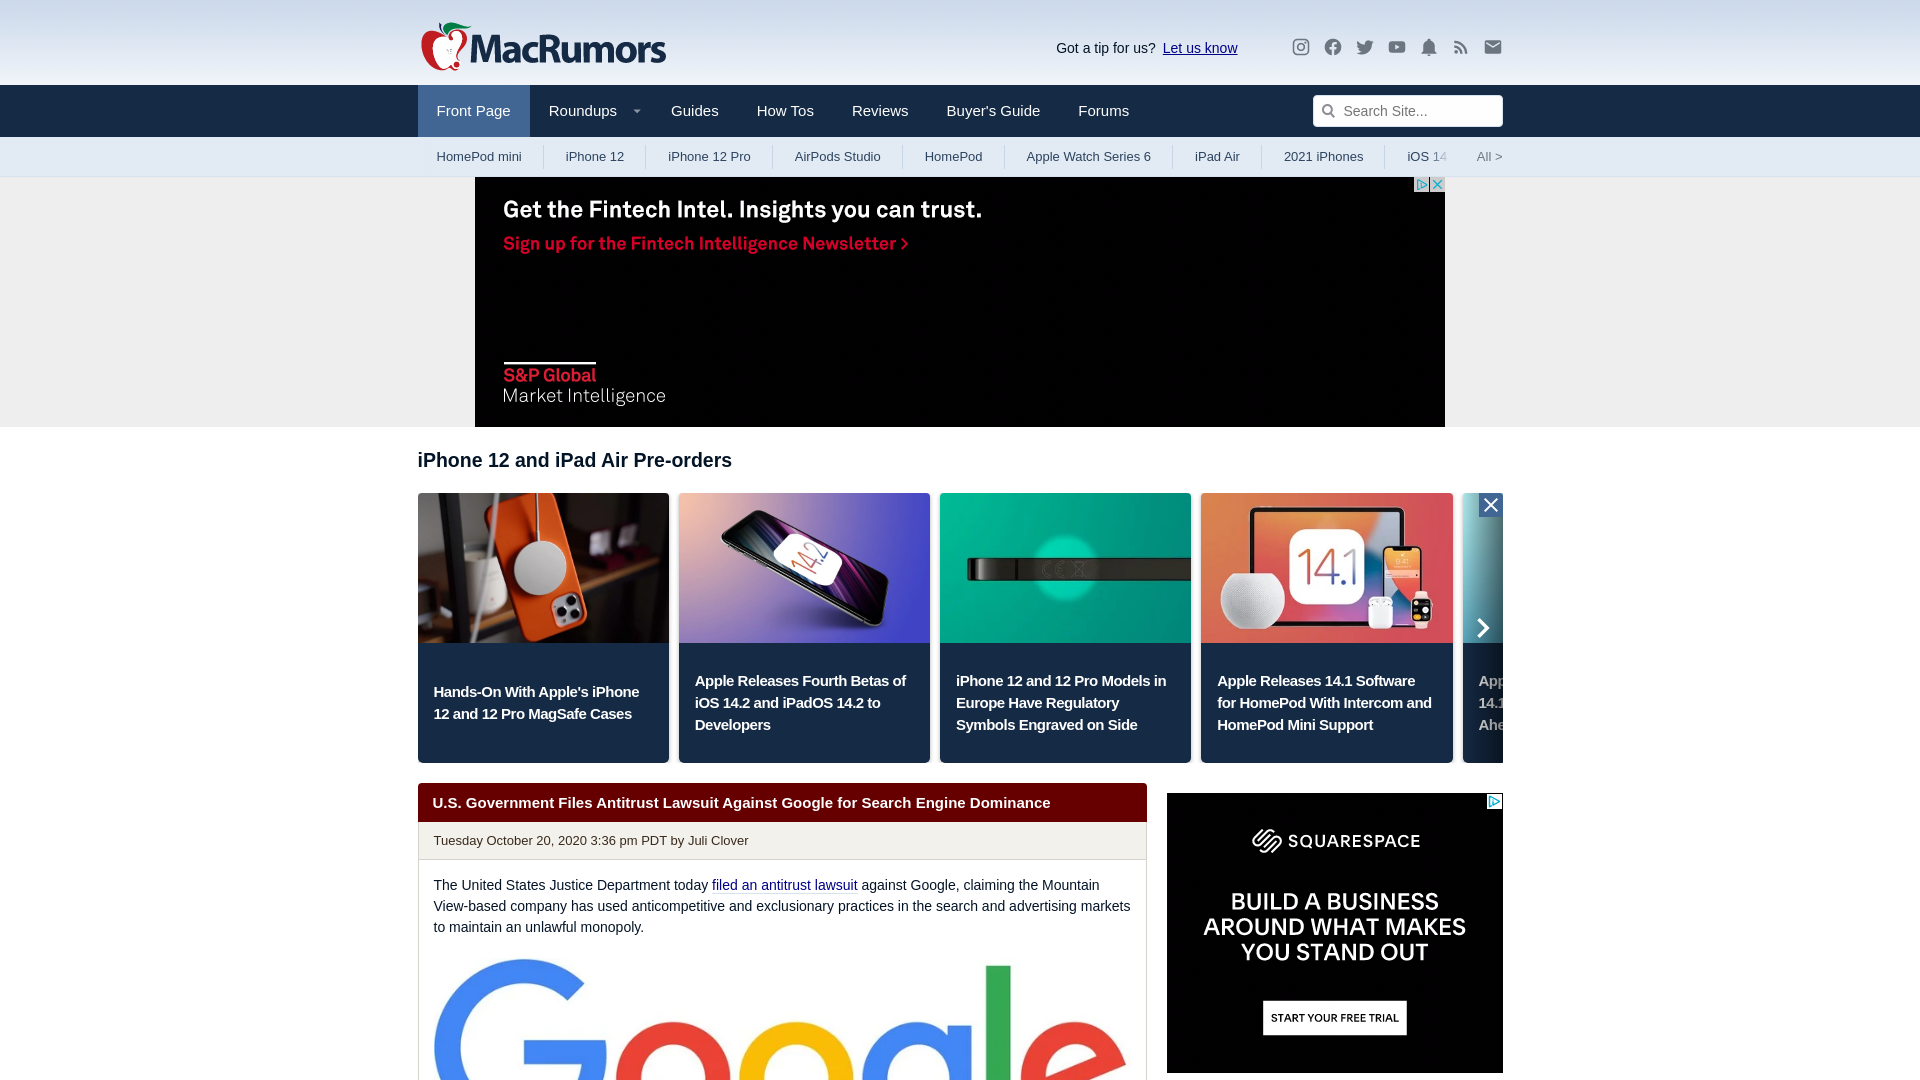 MacRumors
Got a tip for us? Let us know
Front Page
Roundups
Guides
How Tos
Reviews
Buyer's Guide
Forums
Search Site...
HomePod mini
iPhone 12
iPhone 12 Pro
AirPods Studio
HomePod
Apple Watch Series 6
iPad Air
2021 iPhones
iOS 14
All >
Get the Fintech Intel. Insights you can trust.
Sign up for the Fintech Intelligence Newsletter >
S&P Global
Market Intelligence
iPhone 12 and iPad Air Pre-orders
14.2
14.1
Hands-On With Apple's iPhone
12 and 12 Pro MagSafe Cases
Apple Releases Fourth Betas of
iOS 14.2 and iPadOS 14.2 to
Developers
iPhone 12 and 12 Pro Models in
Europe Have Regulatory
Symbols Engraved on Side
Apple Releases 14.1 Software
for HomePod With Intercom and
HomePod Mini Support
App
14.1
Ahe
U.S. Government Files Antitrust Lawsuit Against Google for Search Engine Dominance
Tuesday October 20, 2020 3:36 pm PDT by Juli Clover
The United States Justice Department today filed an antitrust lawsuit against Google, claiming the Mountain
View-based company has used anticompetitive and exclusionary practices in the search and advertising markets
to maintain an unlawful monopoly.
Google
SQUARESPACE
BUILD A BUSINESS
AROUND WHAT MAKES
YOU STAND OUT
START YOUR FREE TRIAL